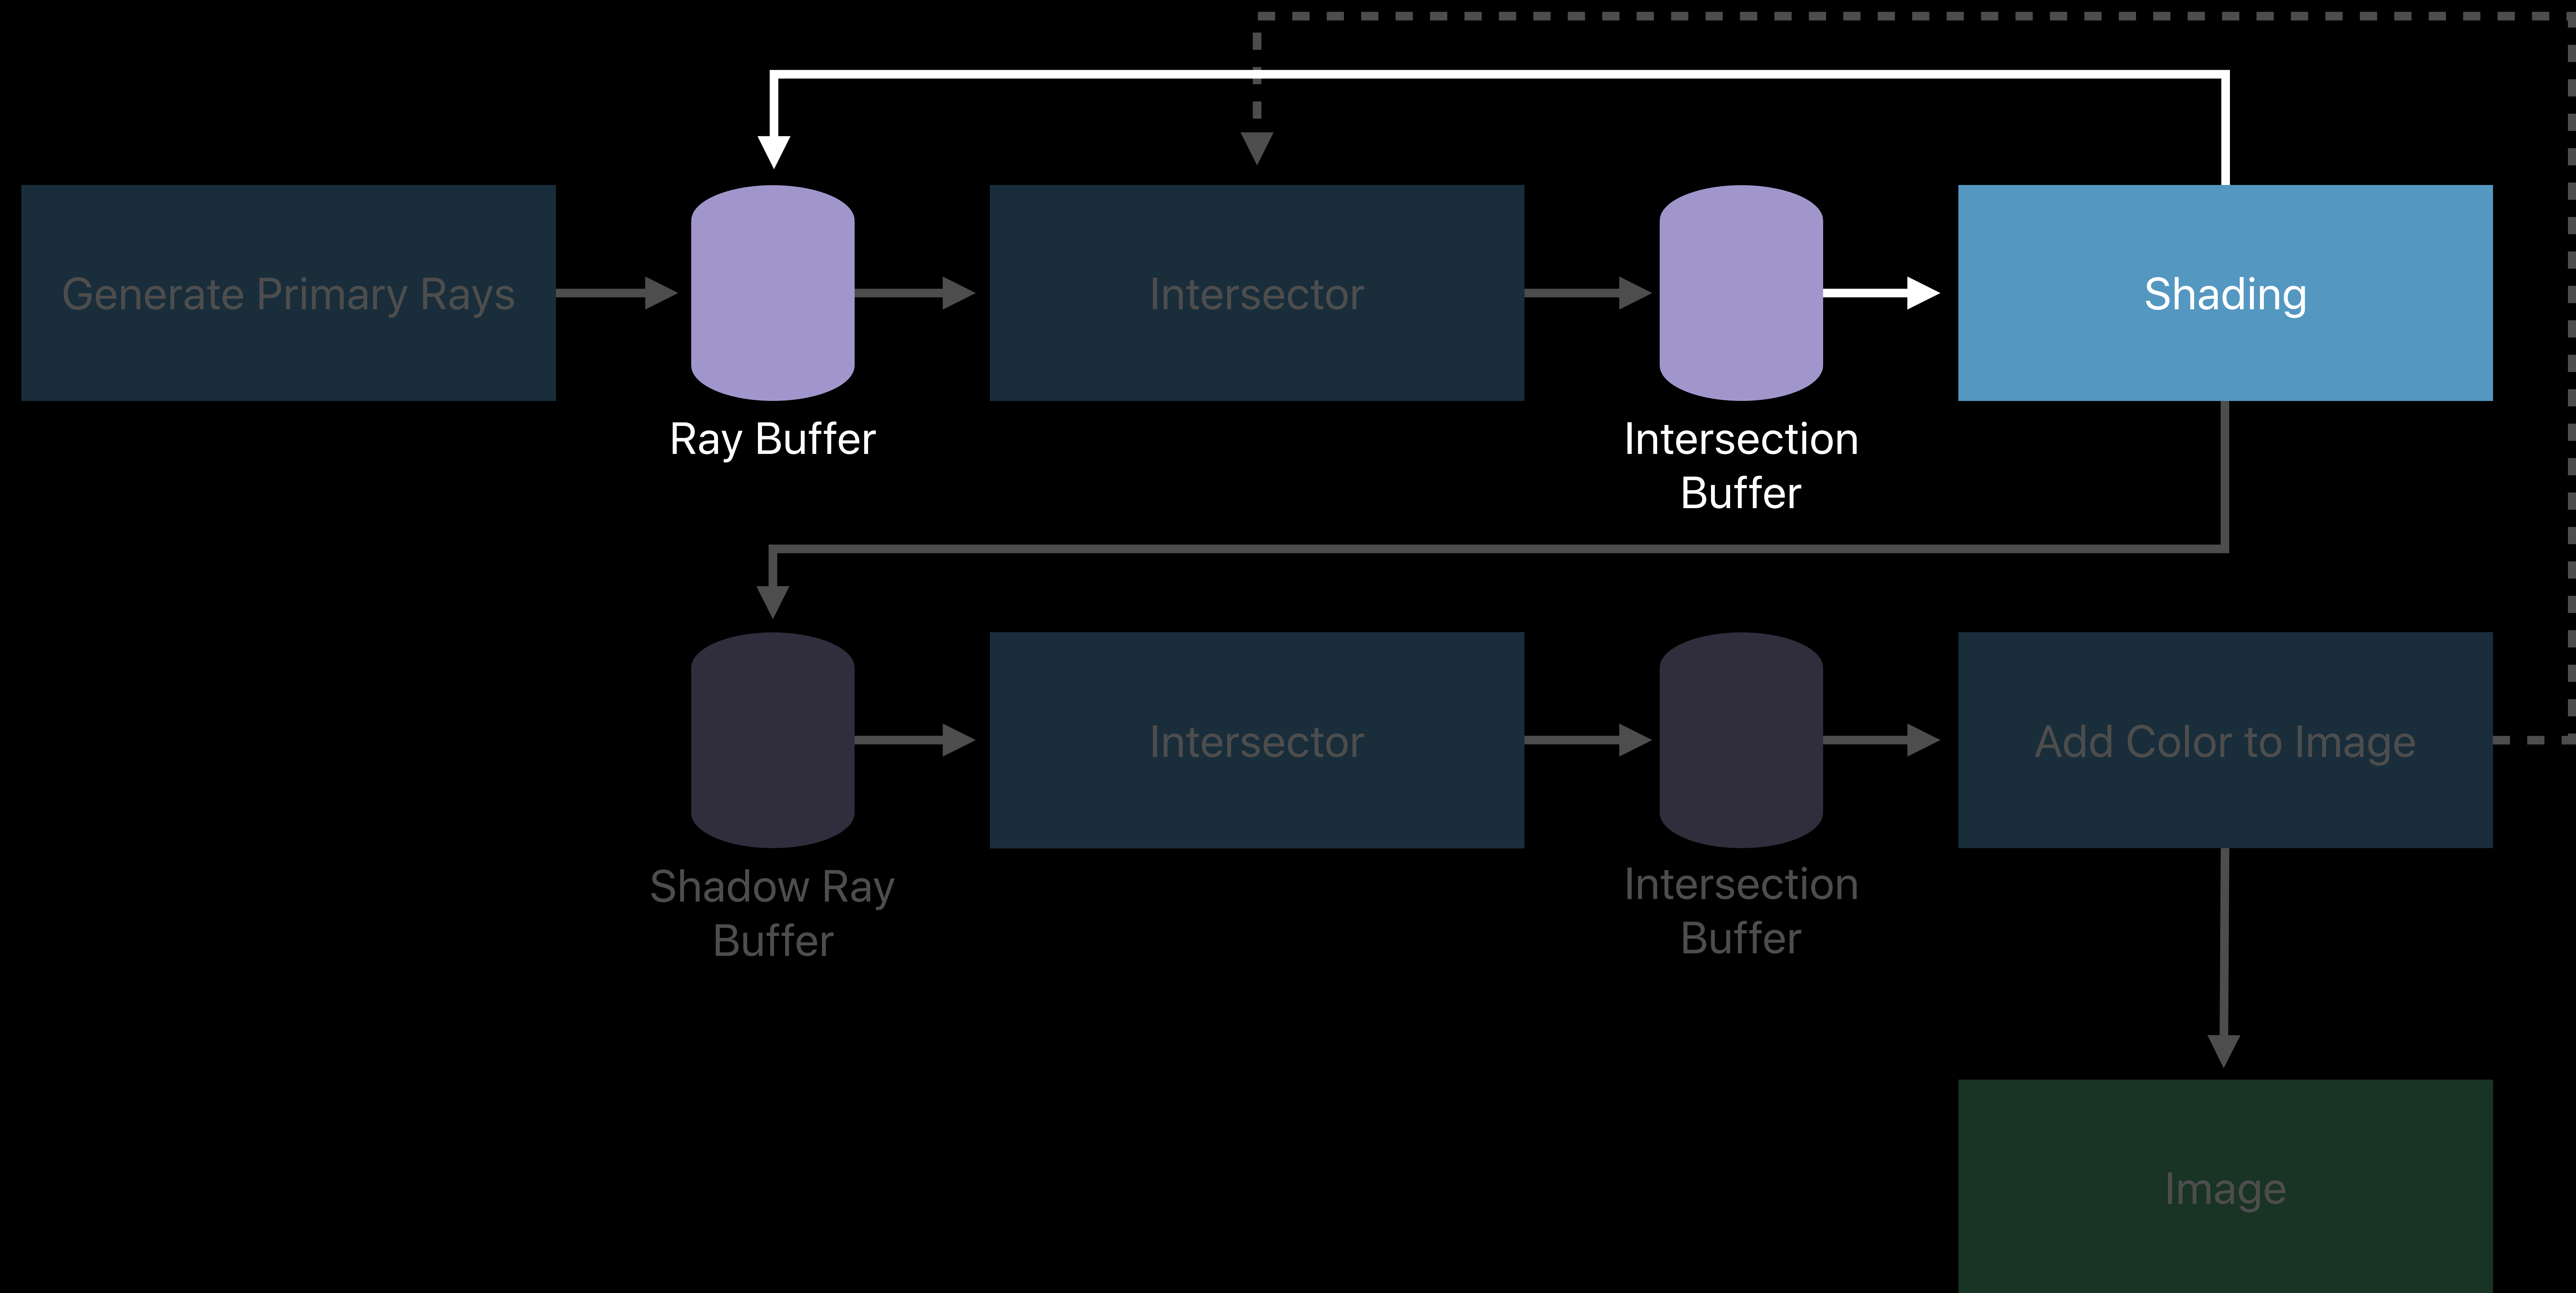 Generate Primary Rays
Intersector
Shading
Ray Buffer
Intersection
Buffer
Intersector
Add Color to Image
Shadow Ray
Buffer
Intersection
Buffer
Image